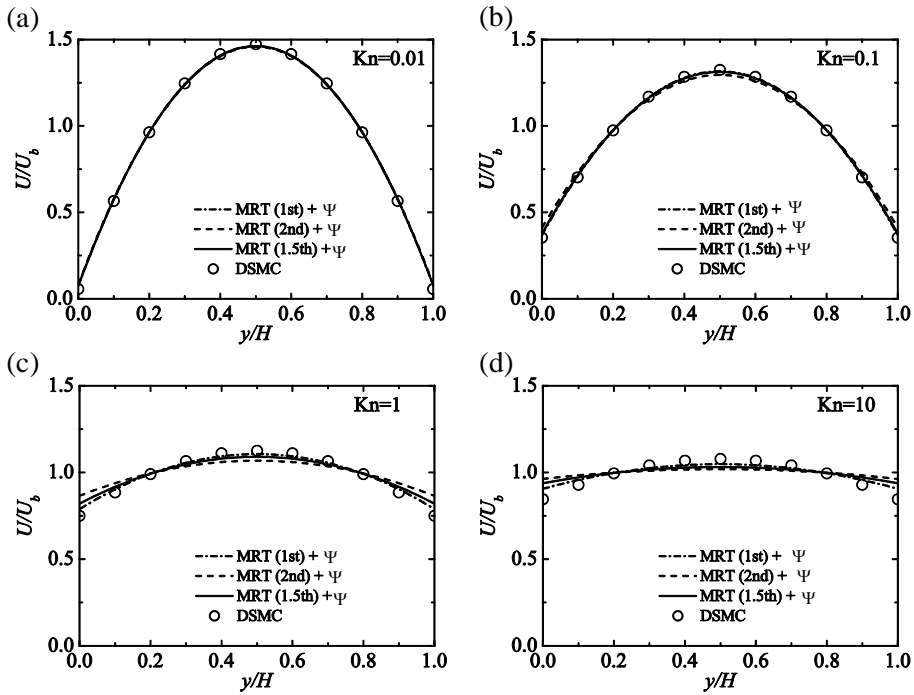 (a)
1.5
1.0
0.5
0.0
U/U_b
Kn=0.01
MRT (1st) + Ψ
MRT (2nd) + Ψ
MRT (1.5th) +Ψ
DSMC
0.0 0.2 0.4 0.6 0.8 1.0
y/H
(b)
1.5
1.0
0.5
0.0
U/U_b
Kn=0.1
MRT (1st) + Ψ
MRT (2nd) + Ψ
MRT (1.5th) + Ψ
DSMC
0.0 0.2 0.4 0.6 0.8 1.0
y/H
(c)
1.5
1.0
0.5
0.0
U/U_b
Kn=1
MRT (1st) + Ψ
MRT (2nd) + Ψ
MRT (1.5th) +Ψ
DSMC
0.0 0.2 0.4 0.6 0.8 1.0
y/H
(d)
1.5
1.0
0.5
0.0
U/U_b
Kn=10
MRT (1st) + Ψ
MRT (2nd) + Ψ
MRT (1.5th) + Ψ
DSMC
0.0 0.2 0.4 0.6 0.8 1.0
y/H